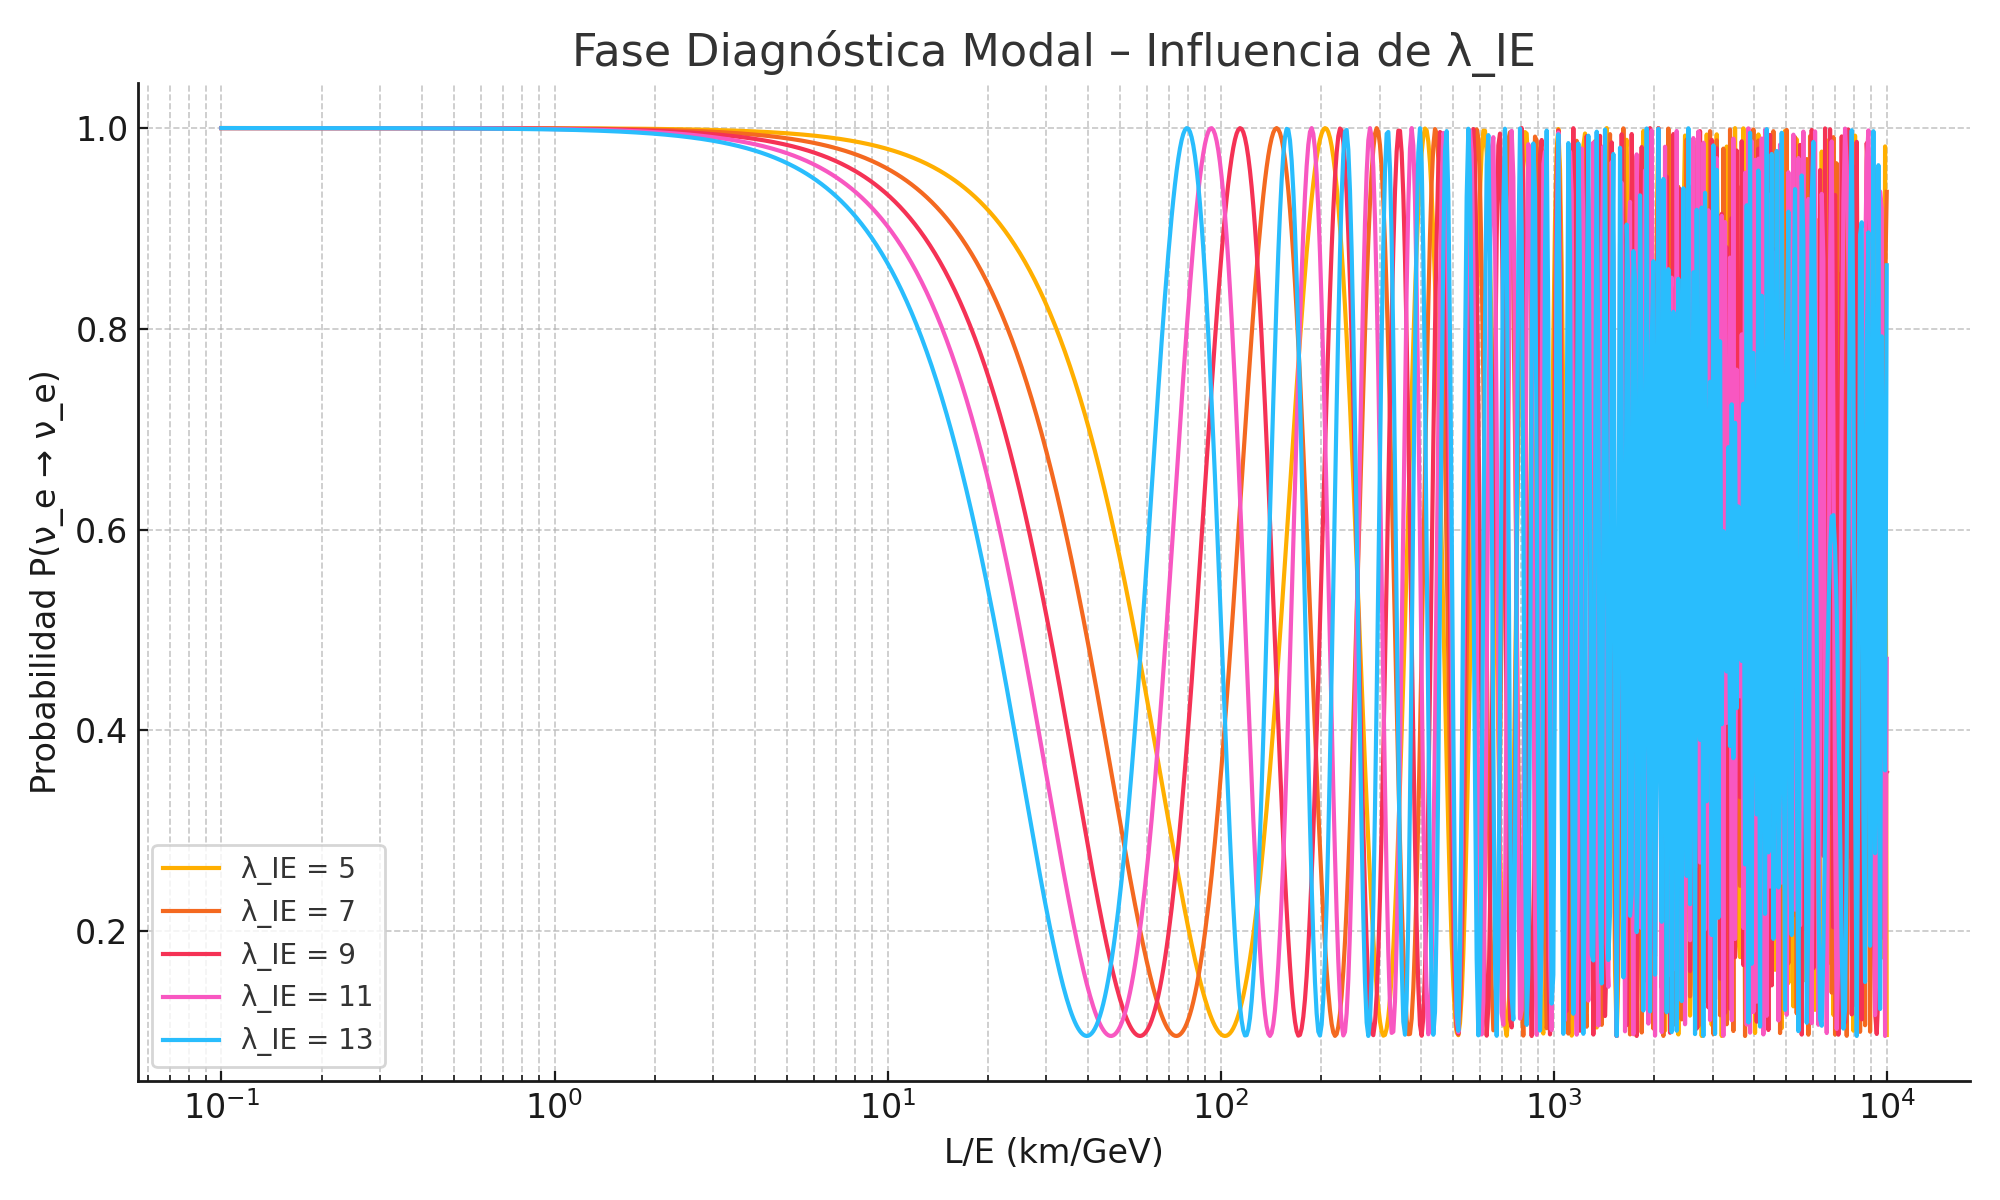 Fase Diagnóstica Modal – Influencia de λ_IE
Probabilidad P(ν_e → ν_e)
1.0
0.8
0.6
0.4
0.2
λ_IE = 5
λ_IE = 7
λ_IE = 9
λ_IE = 11
λ_IE = 13
10⁻¹ 10⁰ 10¹ 10² 10³ 10⁴
L/E (km/GeV)